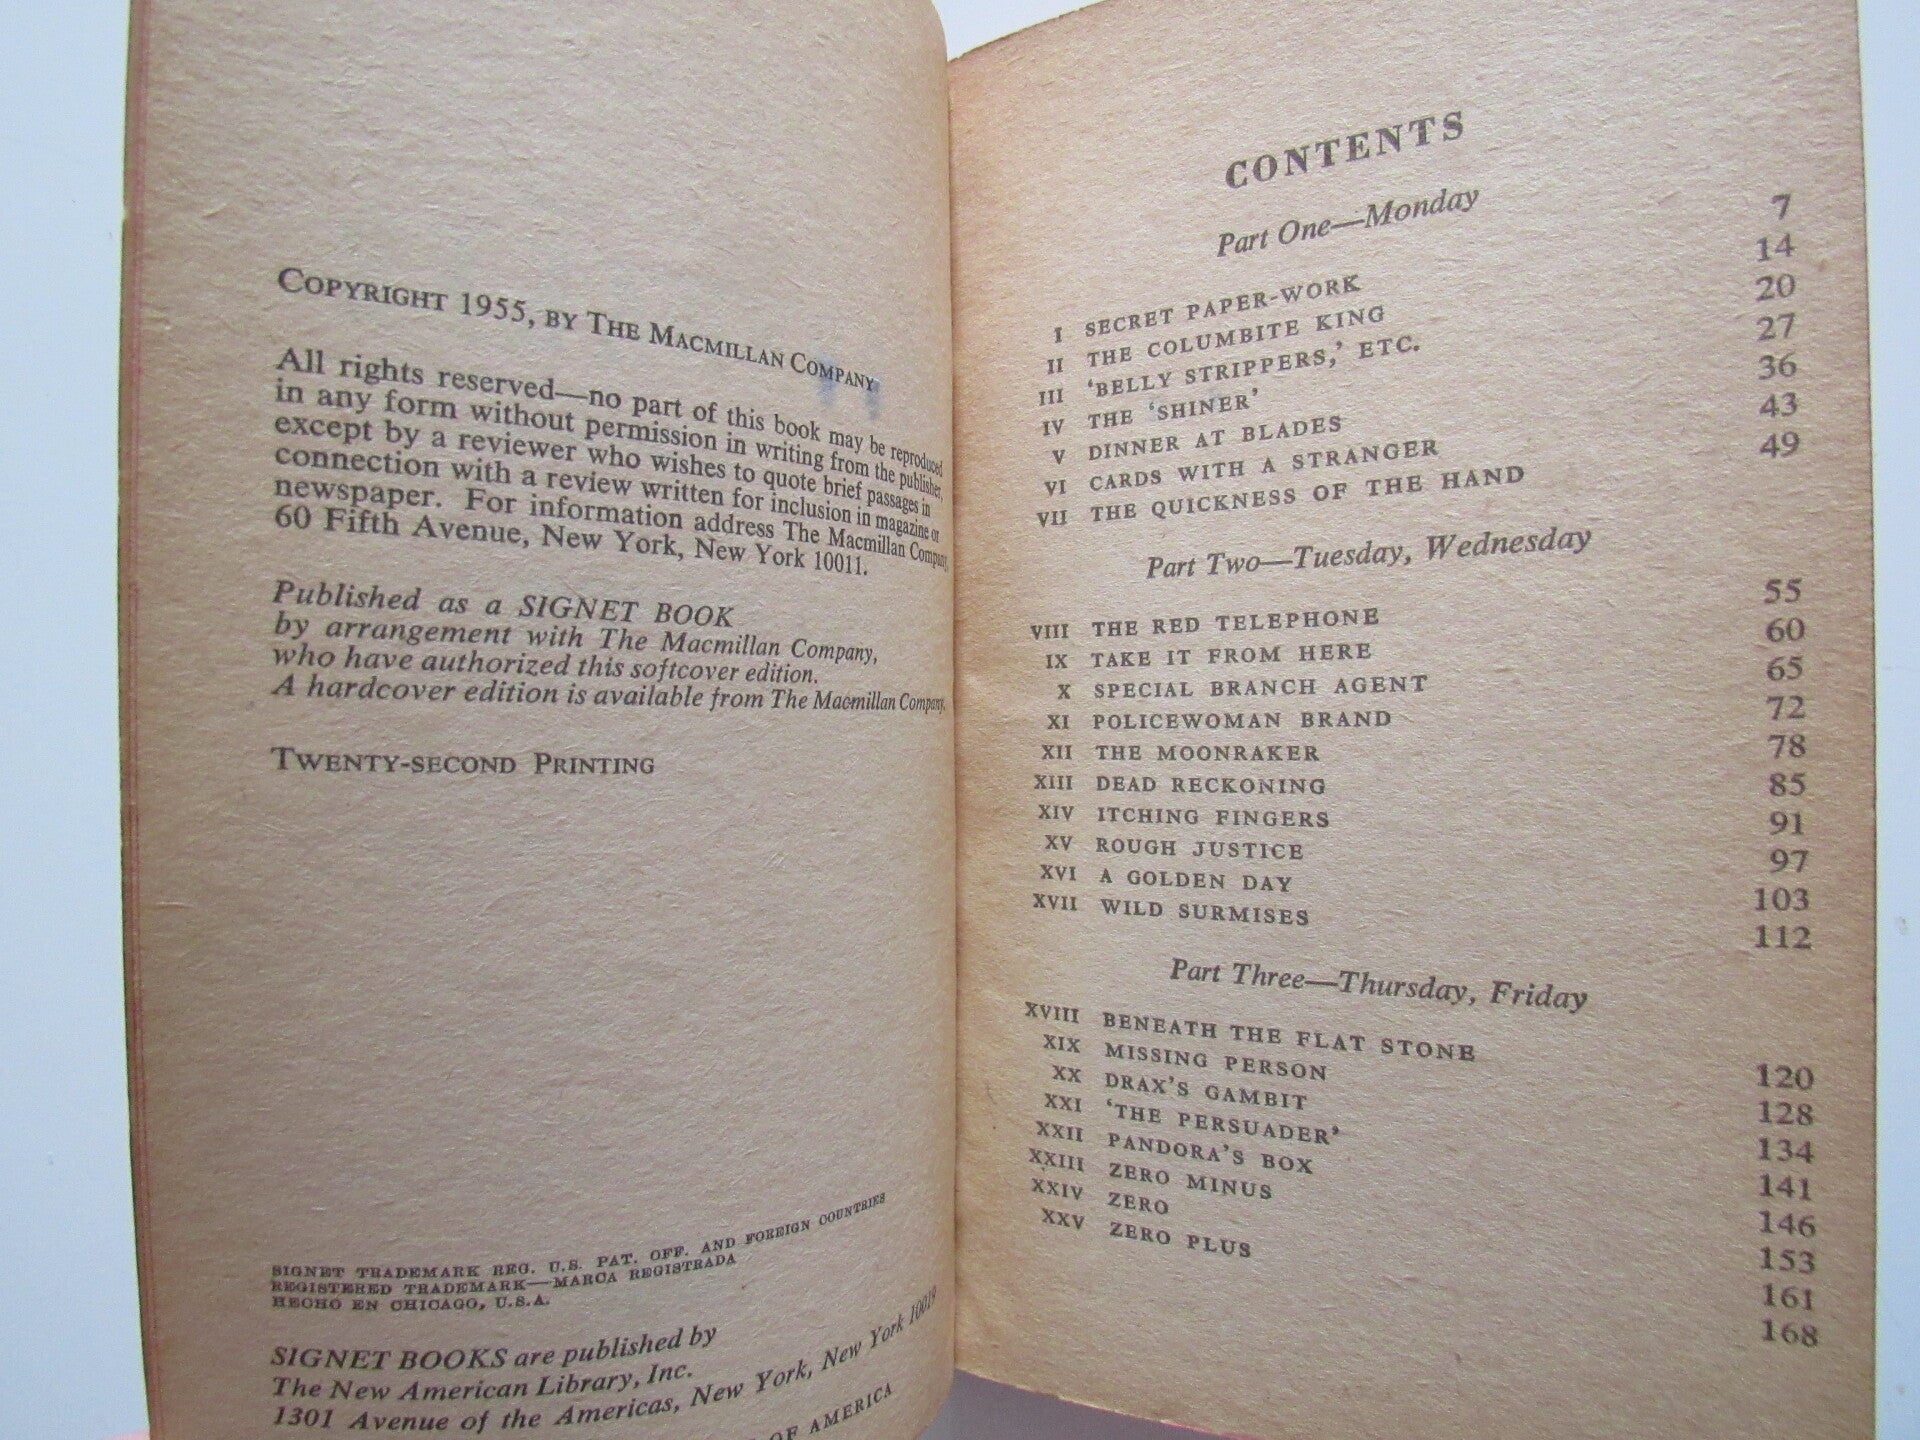 COPYRIGHT 1955, BY THE MACMILLAN COMPANY
All rights reserved—no part of this book may be reproduced
in any form without permission in writing from the publisher,
except by a reviewer who wishes to quote brief passages in
connection with a review written for inclusion in magazine or
newspaper. For information address The Macmillan Company,
60 Fifth Avenue, New York, New York 10011.
Published as a SIGNET BOOK
by arrangement with The Macmillan Company,
who have authorized this softcover edition.
A hardcover edition is available from The Macmillan Company.
TWENTY-SECOND PRINTING
SIGNET TRADEMARK REG. U.S. PAT. OFF. AND FOREIGN COUNTRIES
REGISTERED TRADEMARK—MARCA REGISTRADA
HECHO EN CHICAGO, U.S.A.
SIGNET BOOKS are published by
The New American Library, Inc.
1301 Avenue of the Americas, New York, New York 10019
OF AMERICA
CONTENTS
Part One—Monday
I SECRET PAPER-WORK 7
II THE COLUMBITE KING 14
III 'BELLY STRIPPERS,' ETC. 20
IV THE 'SHINER' 27
V DINNER AT BLADES 36
VI CARDS WITH A STRANGER 43
VII THE QUICKNESS OF THE HAND 49
Part Two—Tuesday, Wednesday
VIII THE RED TELEPHONE 55
IX TAKE IT FROM HERE 60
X SPECIAL BRANCH AGENT 65
XI POLICEWOMAN BRAND 72
XII THE MOONRAKER 78
XIII DEAD RECKONING 85
XIV ITCHING FINGERS 91
XV ROUGH JUSTICE 97
XVI A GOLDEN DAY 103
XVII WILD SURMISES 112
Part Three—Thursday, Friday
XVIII BENEATH THE FLAT STONE 120
XIX MISSING PERSON 128
XX DRAX'S GAMBIT 134
XXI 'THE PERSUADER' 141
XXII PANDORA'S BOX 146
XXIII ZERO MINUS 153
XXIV ZERO 161
XXV ZERO PLUS 168